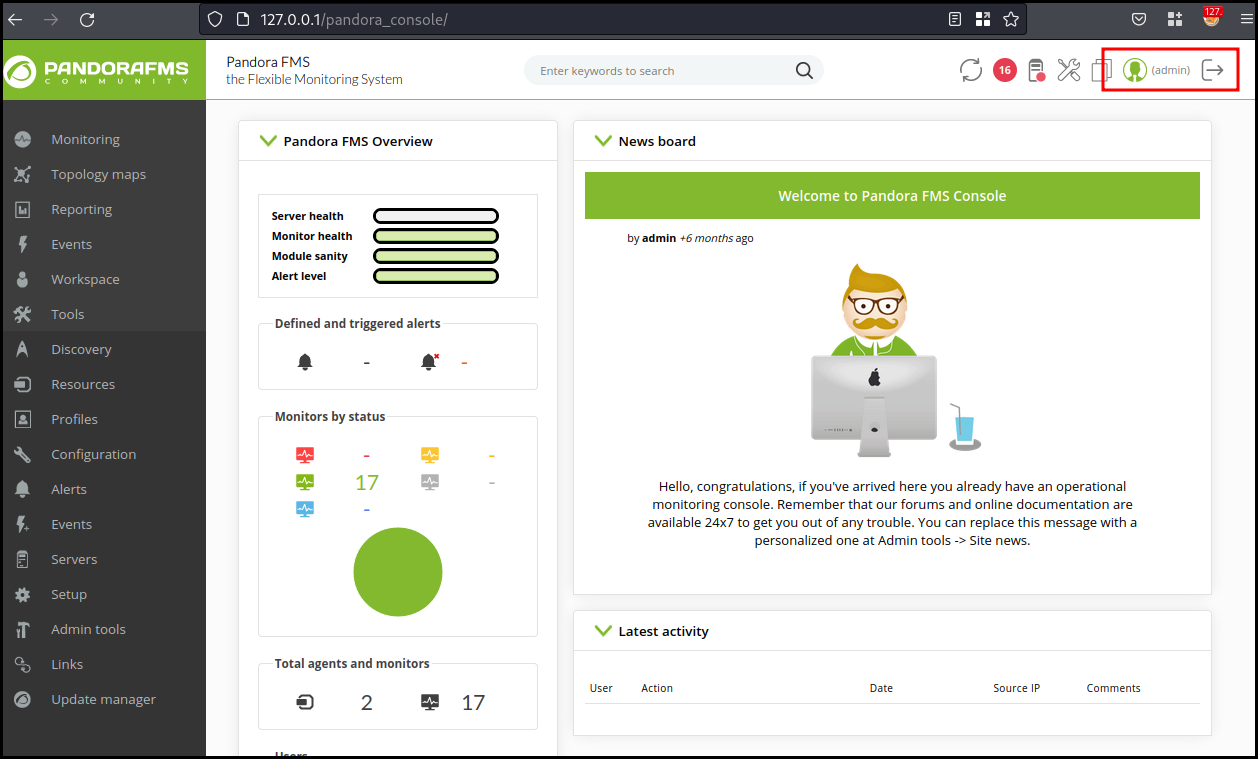 127.0.0.1/pandora_console/
127.
PANDORAFMS
COMMUNITY
Pandora FMS
the Flexible Monitoring System
Enter keywords to search
16
(admin)
Monitoring
Topology maps
Reporting
Events
Workspace
Tools
Discovery
Resources
Profiles
Configuration
Alerts
Events
Servers
Setup
Admin tools
Links
Update manager
Pandora FMS Overview
Server health
Monitor health
Module sanity
Alert level
Defined and triggered alerts
- -
Monitors by status
- -
17 -
-
Total agents and monitors
2 17
Users
News board
Welcome to Pandora FMS Console
by admin +6 months ago
Hello, congratulations, if you've arrived here you already have an operational
monitoring console. Remember that our forums and online documentation are
available 24x7 to get you out of any trouble. You can replace this message with a
personalized one at Admin tools -> Site news.
Latest activity
User Action Date Source IP Comments